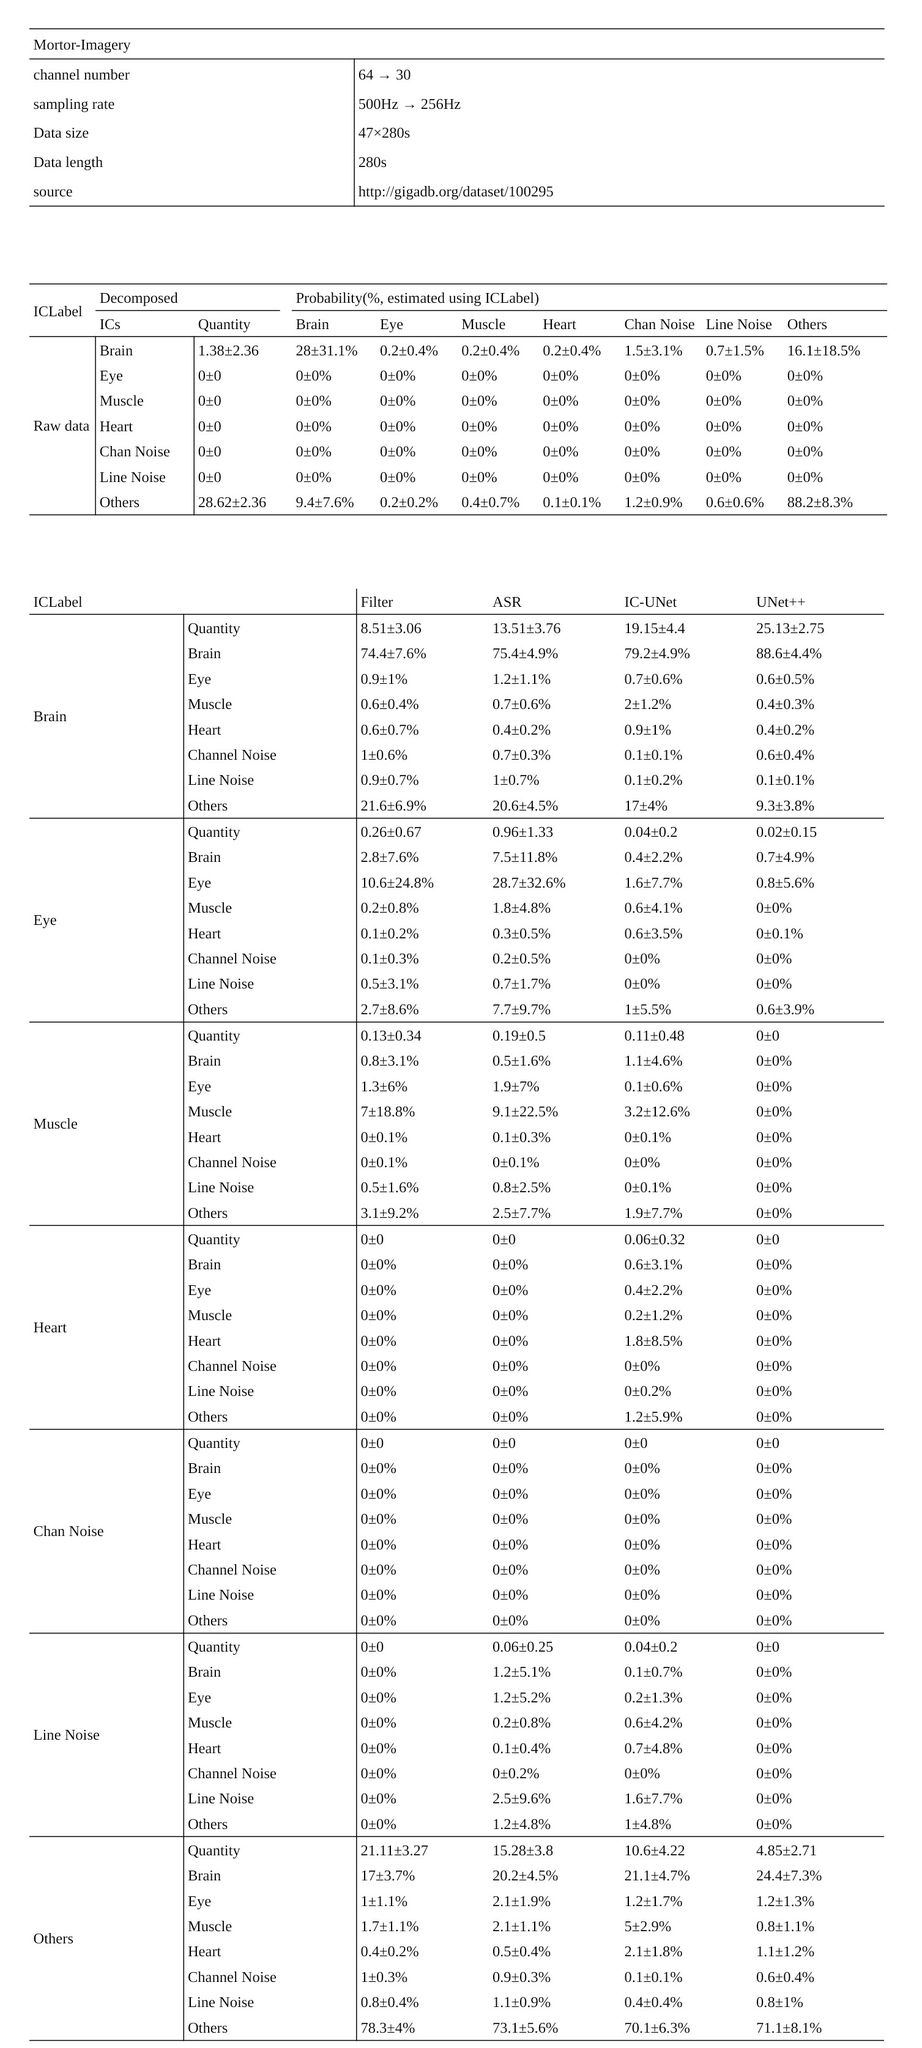 Mortor-Imagery
channel number 64 → 30
sampling rate 500Hz → 256Hz
Data size 47×280s
Data length 280s
source http://gigadb.org/dataset/100295
ICLabel Decomposed Probability(%, estimated using ICLabel)
ICs Quantity Brain Eye Muscle Heart Chan Noise Line Noise Others
Raw data Brain 1.38±2.36 28±31.1% 0.2±0.4% 0.2±0.4% 0.2±0.4% 1.5±3.1% 0.7±1.5% 16.1±18.5%
Eye 0±0 0±0% 0±0% 0±0% 0±0% 0±0% 0±0% 0±0%
Muscle 0±0 0±0% 0±0% 0±0% 0±0% 0±0% 0±0% 0±0%
Heart 0±0 0±0% 0±0% 0±0% 0±0% 0±0% 0±0% 0±0%
Chan Noise 0±0 0±0% 0±0% 0±0% 0±0% 0±0% 0±0% 0±0%
Line Noise 0±0 0±0% 0±0% 0±0% 0±0% 0±0% 0±0% 0±0%
Others 28.62±2.36 9.4±7.6% 0.2±0.2% 0.4±0.7% 0.1±0.1% 1.2±0.9% 0.6±0.6% 88.2±8.3%
ICLabel Filter ASR IC-UNet UNet++
Brain Quantity 8.51±3.06 13.51±3.76 19.15±4.4 25.13±2.75
Brain 74.4±7.6% 75.4±4.9% 79.2±4.9% 88.6±4.4%
Eye 0.9±1% 1.2±1.1% 0.7±0.6% 0.6±0.5%
Muscle 0.6±0.4% 0.7±0.6% 2±1.2% 0.4±0.3%
Heart 0.6±0.7% 0.4±0.2% 0.9±1% 0.4±0.2%
Channel Noise 1±0.6% 0.7±0.3% 0.1±0.1% 0.6±0.4%
Line Noise 0.9±0.7% 1±0.7% 0.1±0.2% 0.1±0.1%
Others 21.6±6.9% 20.6±4.5% 17±4% 9.3±3.8%
Eye Quantity 0.26±0.67 0.96±1.33 0.04±0.2 0.02±0.15
Brain 2.8±7.6% 7.5±11.8% 0.4±2.2% 0.7±4.9%
Eye 10.6±24.8% 28.7±32.6% 1.6±7.7% 0.8±5.6%
Muscle 0.2±0.8% 1.8±4.8% 0.6±4.1% 0±0%
Heart 0.1±0.2% 0.3±0.5% 0.6±3.5% 0±0.1%
Channel Noise 0.1±0.3% 0.2±0.5% 0±0% 0±0%
Line Noise 0.5±3.1% 0.7±1.7% 0±0% 0±0%
Others 2.7±8.6% 7.7±9.7% 1±5.5% 0.6±3.9%
Muscle Quantity 0.13±0.34 0.19±0.5 0.11±0.48 0±0
Brain 0.8±3.1% 0.5±1.6% 1.1±4.6% 0±0%
Eye 1.3±6% 1.9±7% 0.1±0.6% 0±0%
Muscle 7±18.8% 9.1±22.5% 3.2±12.6% 0±0%
Heart 0±0.1% 0.1±0.3% 0±0.1% 0±0%
Channel Noise 0±0.1% 0±0.1% 0±0% 0±0%
Line Noise 0.5±1.6% 0.8±2.5% 0±0.1% 0±0%
Others 3.1±9.2% 2.5±7.7% 1.9±7.7% 0±0%
Heart Quantity 0±0 0±0 0.06±0.32 0±0
Brain 0±0% 0±0% 0.6±3.1% 0±0%
Eye 0±0% 0±0% 0.4±2.2% 0±0%
Muscle 0±0% 0±0% 0.2±1.2% 0±0%
Heart 0±0% 0±0% 1.8±8.5% 0±0%
Channel Noise 0±0% 0±0% 0±0% 0±0%
Line Noise 0±0% 0±0% 0±0.2% 0±0%
Others 0±0% 0±0% 1.2±5.9% 0±0%
Chan Noise Quantity 0±0 0±0 0±0 0±0
Brain 0±0% 0±0% 0±0% 0±0%
Eye 0±0% 0±0% 0±0% 0±0%
Muscle 0±0% 0±0% 0±0% 0±0%
Heart 0±0% 0±0% 0±0% 0±0%
Channel Noise 0±0% 0±0% 0±0% 0±0%
Line Noise 0±0% 0±0% 0±0% 0±0%
Others 0±0% 0±0% 0±0% 0±0%
Line Noise Quantity 0±0 0.06±0.25 0.04±0.2 0±0
Brain 0±0% 1.2±5.1% 0.1±0.7% 0±0%
Eye 0±0% 1.2±5.2% 0.2±1.3% 0±0%
Muscle 0±0% 0.2±0.8% 0.6±4.2% 0±0%
Heart 0±0% 0.1±0.4% 0.7±4.8% 0±0%
Channel Noise 0±0% 0±0.2% 0±0% 0±0%
Line Noise 0±0% 2.5±9.6% 1.6±7.7% 0±0%
Others 0±0% 1.2±4.8% 1±4.8% 0±0%
Others Quantity 21.11±3.27 15.28±3.8 10.6±4.22 4.85±2.71
Brain 17±3.7% 20.2±4.5% 21.1±4.7% 24.4±7.3%
Eye 1±1.1% 2.1±1.9% 1.2±1.7% 1.2±1.3%
Muscle 1.7±1.1% 2.1±1.1% 5±2.9% 0.8±1.1%
Heart 0.4±0.2% 0.5±0.4% 2.1±1.8% 1.1±1.2%
Channel Noise 1±0.3% 0.9±0.3% 0.1±0.1% 0.6±0.4%
Line Noise 0.8±0.4% 1.1±0.9% 0.4±0.4% 0.8±1%
Others 78.3±4% 73.1±5.6% 70.1±6.3% 71.1±8.1%